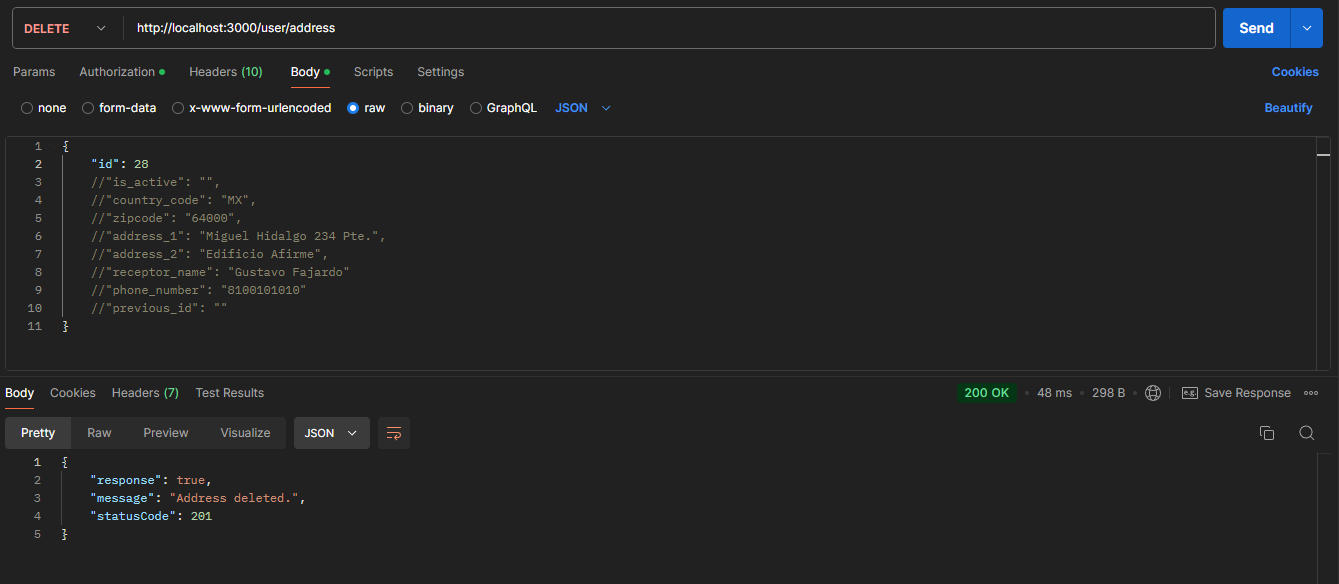 DELETE http://localhost:3000/user/address Send
Params Authorization Headers (10) Body Scripts Settings Cookies
none form-data x-www-form-urlencoded raw binary GraphQL JSON Beautify
1 {
2 "id": 28
3 //"is_active": "",
4 //"country_code": "MX",
5 //"zipcode": "64000",
6 //"address_1": "Miguel Hidalgo 234 Pte.",
7 //"address_2": "Edificio Afirme",
8 //"receptor_name": "Gustavo Fajardo"
9 //"phone_number": "8100101010"
10 //"previous_id": ""
11 }
Body Cookies Headers (7) Test Results 200 OK 48 ms 298 B e.g. Save Response
Pretty Raw Preview Visualize JSON
1 {
2 "response": true,
3 "message": "Address deleted.",
4 "statusCode": 201
5 }